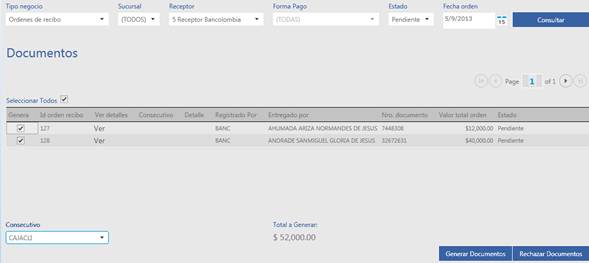 Tipo negocio Sucursal Receptor Forma Pago Estado Fecha orden
Ordenes de recibo (TODOS) 5 Receptor Bancolombia (TODAS) Pendiente 5/9/2013 15 Consultar
Documentos
Page 1 of 1
Seleccionar Todos
Genera Id orden recibo Ver detalles Consecutivo Detalle Registrado Por Entregado por Nro. documento Valor total orden Estado
127 Ver BANC AHUMADA ARIZA NORMANDES DE JESUS 7448308 $12,000.00 Pendiente
128 Ver BANC ANDRADE SANMIGUEL GLORIA DE JESUS 32672631 $40,000.00 Pendiente
Consecutivo Total a Generar:
$ 52,000.00
Generar Documentos Rechazar Documentos